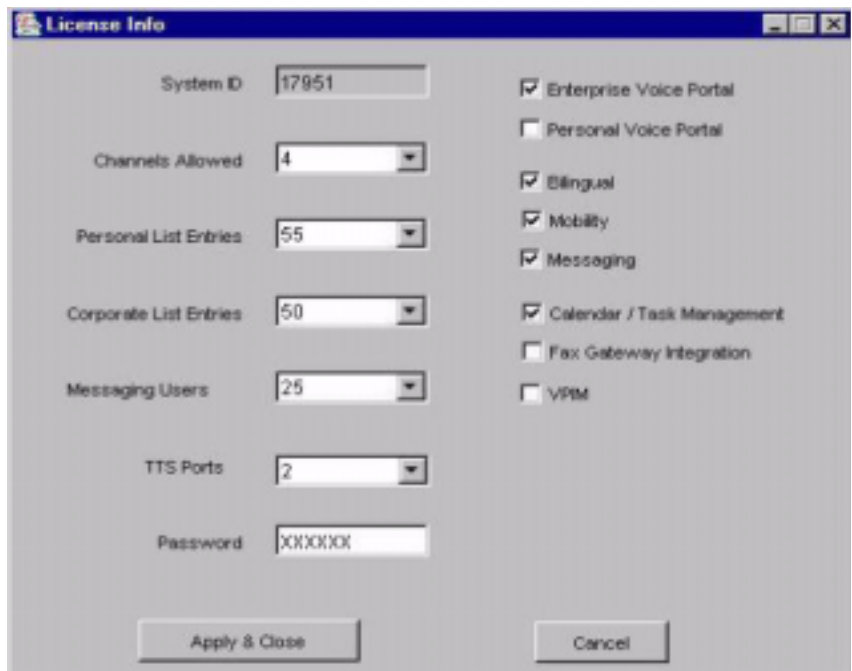 License Info
System ID 17951
Channels Allowed 4
Personal List Entries 55
Corporate List Entries 50
Messaging Users 25
TTS Ports 2
Password XXXXXX
Enterprise Voice Portal
Personal Voice Portal
Bilingual
Mobility
Messaging
Calendar / Task Management
Fax Gateway Integration
VPIM
Apply & Close
Cancel